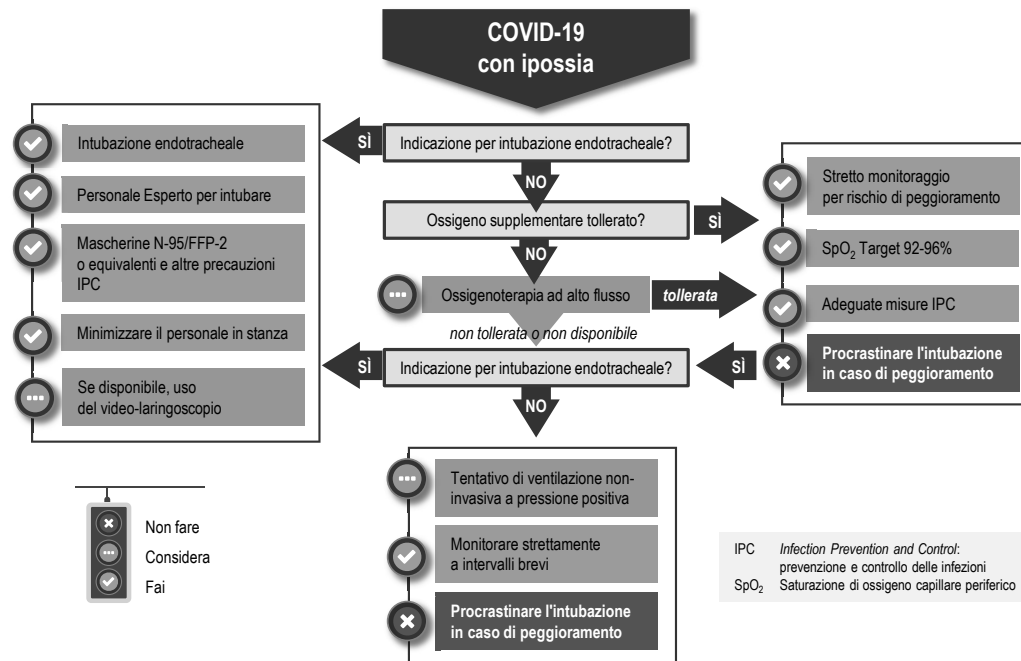 COVID-19
con ipossia
Indicazione per intubazione endotracheale?
SÌ
NO
Intubazione endotracheale
Personale Esperto per intubare
Mascherine N-95/FFP-2
o equivalenti e altre precauzioni
IPC
Minimizzare il personale in stanza
Se disponibile, uso
del video-laringoscopio
Ossigeno supplementare tollerato?
SÌ
NO
Stretto monitoraggio
per rischio di peggioramento
SpO₂ Target 92-96%
Adeguate misure IPC
Procrastinare l'intubazione
in caso di peggioramento
Ossigenoterapia ad alto flusso
tollerata
non tollerata o non disponibile
SÌ
Indicazione per intubazione endotracheale?
SÌ
NO
Tentativo di ventilazione non-
invasiva a pressione positiva
Monitorare strettamente
a intervalli brevi
Procrastinare l'intubazione
in caso di peggioramento
Non fare
Considera
Fai
IPC Infection Prevention and Control:
prevenzione e controllo delle infezioni
SpO₂ Saturazione di ossigeno capillare periferico